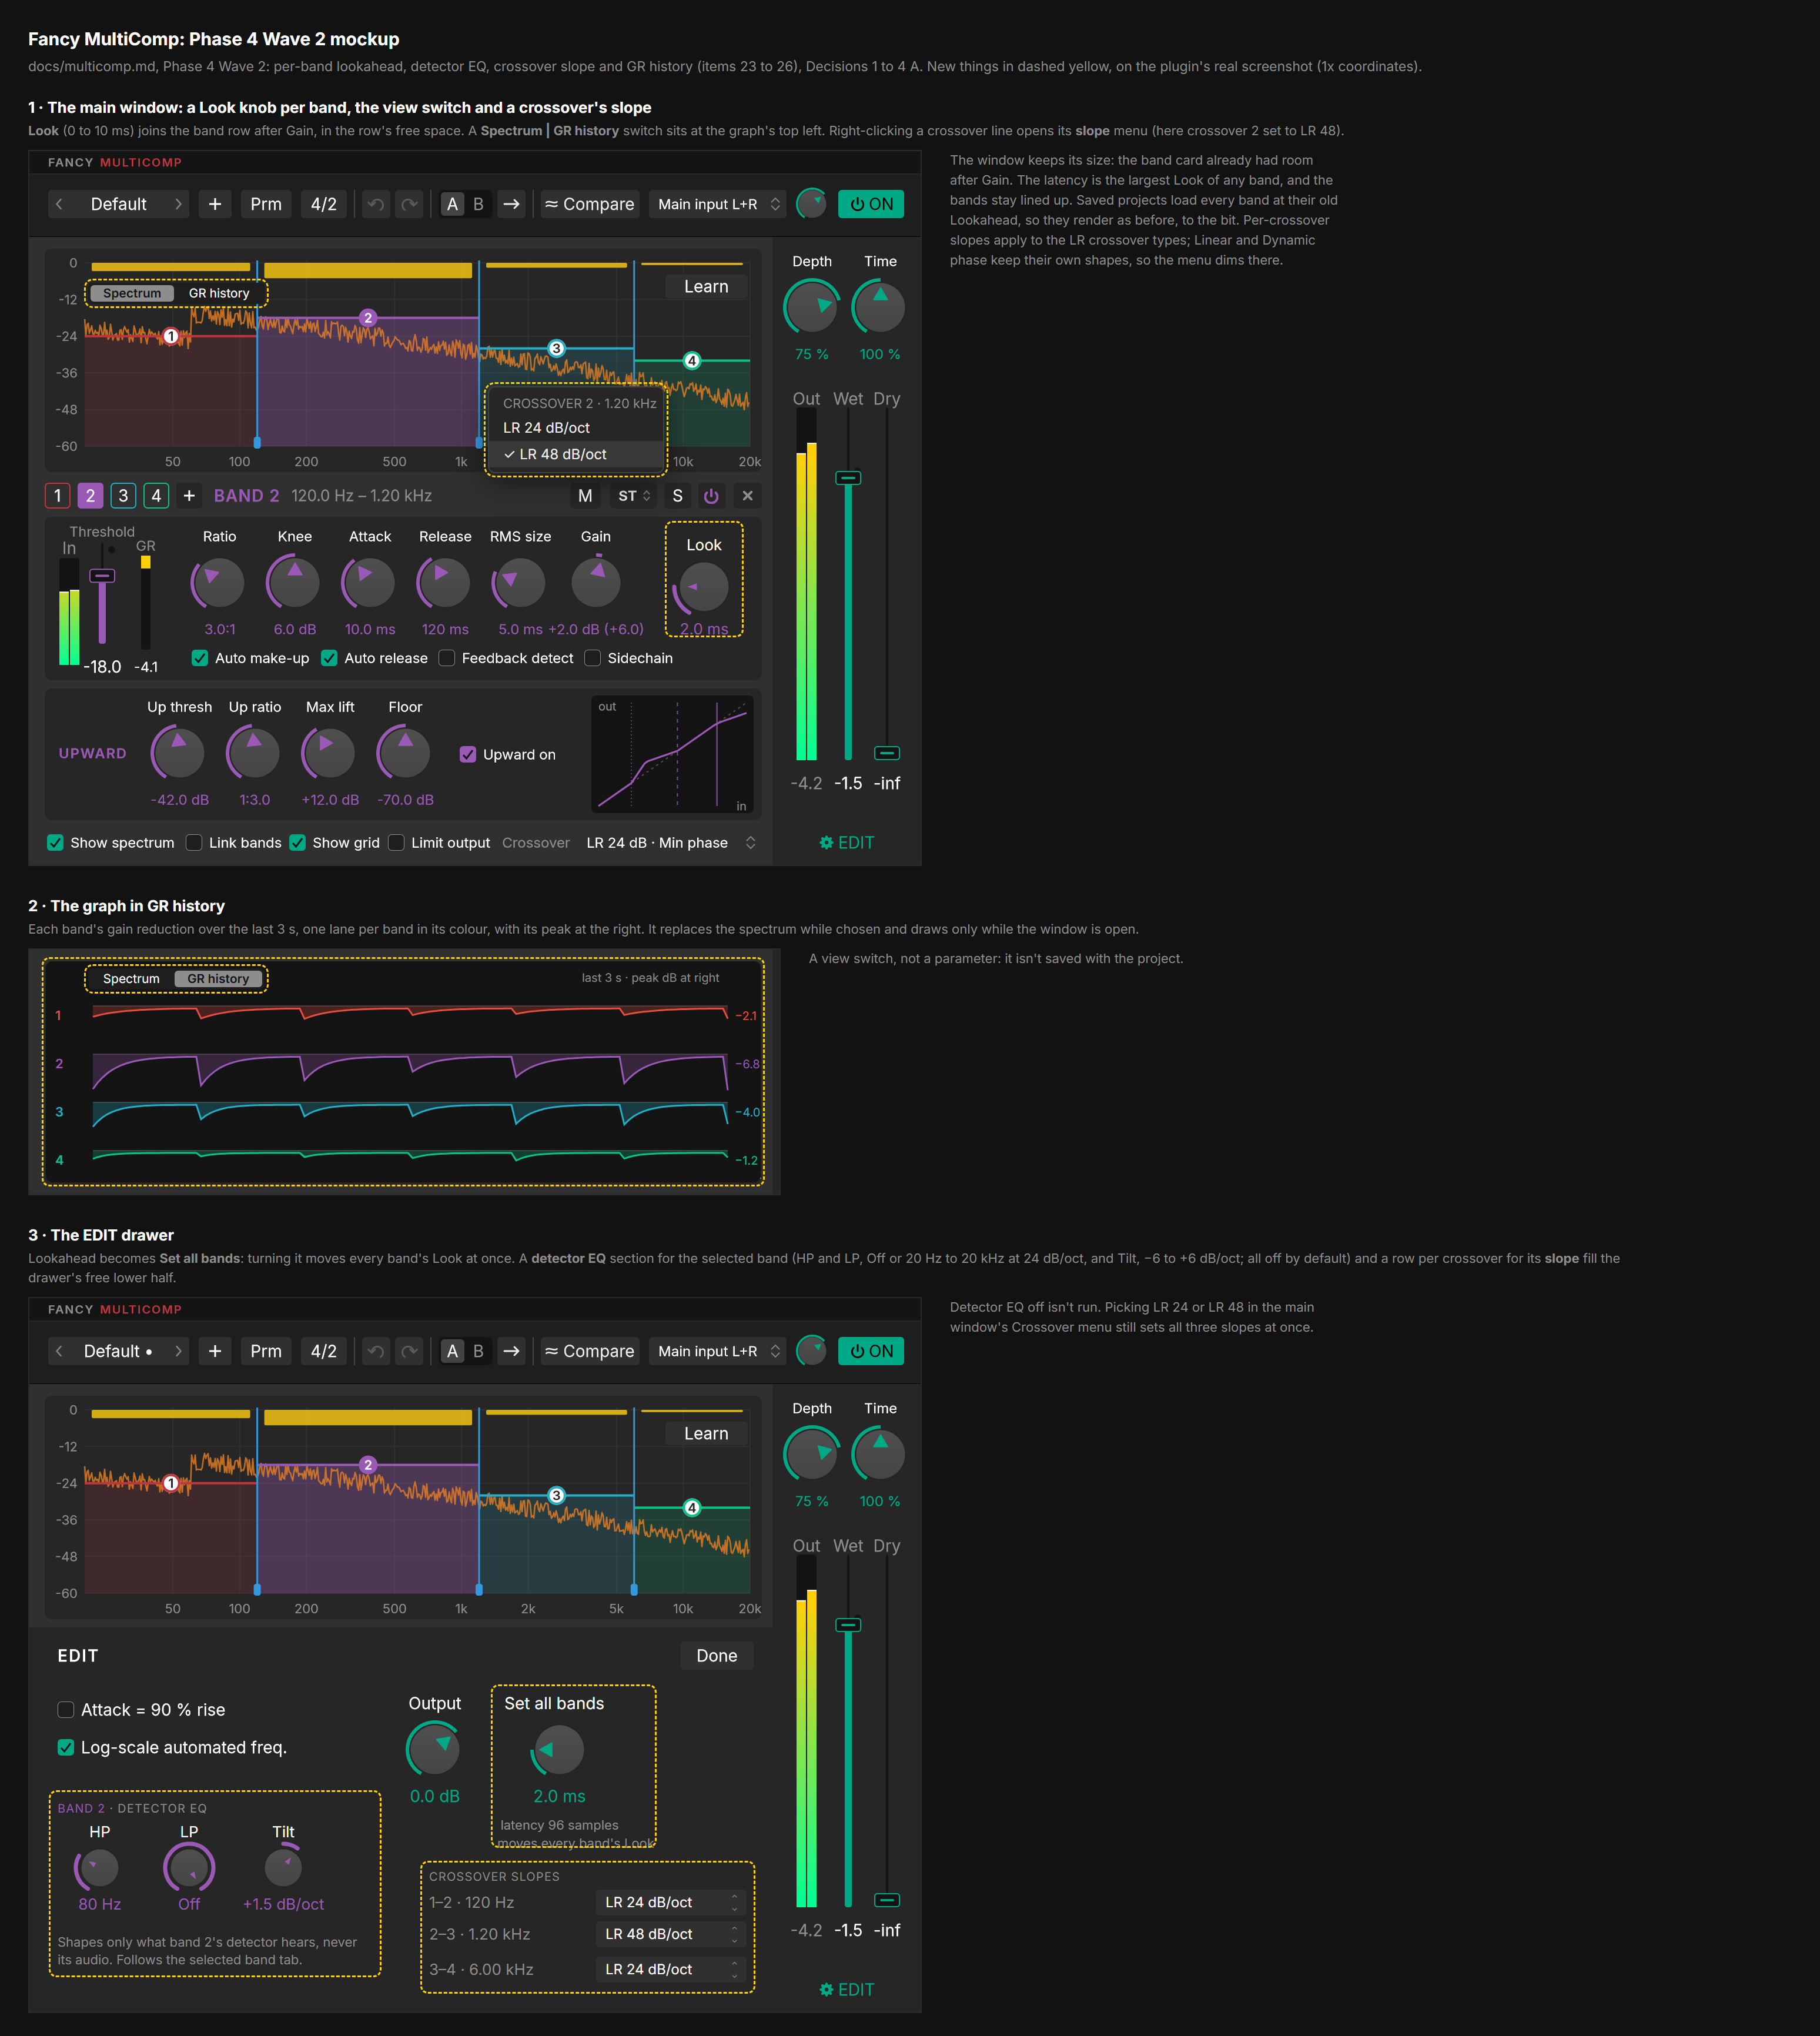 Fancy MultiComp: Phase 4 Wave 2 mockup
docs/multicomp.md, Phase 4 Wave 2: per-band lookahead, detector EQ, crossover slope and GR history (items 23 to 26), Decisions 1 to 4 A. New things in dashed yellow, on the plugin's real screenshot (1x coordinates).
1 · The main window: a Look knob per band, the view switch and a crossover's slope
Look (0 to 10 ms) joins the band row after Gain, in the row's free space. A Spectrum | GR history switch sits at the graph's top left. Right-clicking a crossover line opens its slope menu (here crossover 2 set to LR 48).
FANCY MULTICOMP
Default + Prm 4/2 A B → ≈ Compare Main input L+R ON
The window keeps its size: the band card already had room
after Gain. The latency is the largest Look of any band, and the
bands stay lined up. Saved projects load every band at their old
Lookahead, so they render as before, to the bit. Per-crossover
slopes apply to the LR crossover types; Linear and Dynamic
phase keep their own shapes, so the menu dims there.
0
-12
-24
-36
-48
-60
Spectrum GR history
Learn
1 2 3 4
CROSSOVER 2 · 1.20 kHz
LR 24 dB/oct
✓ LR 48 dB/oct
50 100 200 500 1k 10k 20k
Depth Time
75 % 100 %
Out Wet Dry
-4.2 -1.5 -inf
1 2 3 4 + BAND 2 120.0 Hz – 1.20 kHz M ST S ×
Threshold
In GR
-18.0 -4.1
Ratio Knee Attack Release RMS size Gain Look
3.0:1 6.0 dB 10.0 ms 120 ms 5.0 ms +2.0 dB (+6.0) 2.0 ms
Auto make-up Auto release Feedback detect Sidechain
UPWARD
Up thresh Up ratio Max lift Floor
-42.0 dB 1:3.0 +12.0 dB -70.0 dB
Upward on
out
in
Show spectrum Link bands Show grid Limit output Crossover LR 24 dB · Min phase
EDIT
2 · The graph in GR history
Each band's gain reduction over the last 3 s, one lane per band in its colour, with its peak at the right. It replaces the spectrum while chosen and draws only while the window is open.
Spectrum GR history
last 3 s · peak dB at right
1 −2.1
2 −6.8
3 −4.0
4 −1.2
A view switch, not a parameter: it isn't saved with the project.
3 · The EDIT drawer
Lookahead becomes Set all bands: turning it moves every band's Look at once. A detector EQ section for the selected band (HP and LP, Off or 20 Hz to 20 kHz at 24 dB/oct, and Tilt, −6 to +6 dB/oct; all off by default) and a row per crossover for its slope fill the
drawer's free lower half.
FANCY MULTICOMP
Default • + Prm 4/2 A B → ≈ Compare Main input L+R ON
Detector EQ off isn't run. Picking LR 24 or LR 48 in the main
window's Crossover menu still sets all three slopes at once.
0
-12
-24
-36
-48
-60
Learn
1 2 3 4
50 100 200 500 1k 2k 5k 10k 20k
Depth Time
75 % 100 %
Out Wet Dry
-4.2 -1.5 -inf
EDIT Done
Attack = 90 % rise
Log-scale automated freq.
Output
0.0 dB
Set all bands
2.0 ms
latency 96 samples
moves every band's Look
BAND 2 · DETECTOR EQ
HP LP Tilt
80 Hz Off +1.5 dB/oct
Shapes only what band 2's detector hears, never
its audio. Follows the selected band tab.
CROSSOVER SLOPES
1–2 · 120 Hz LR 24 dB/oct
2–3 · 1.20 kHz LR 48 dB/oct
3–4 · 6.00 kHz LR 24 dB/oct
EDIT